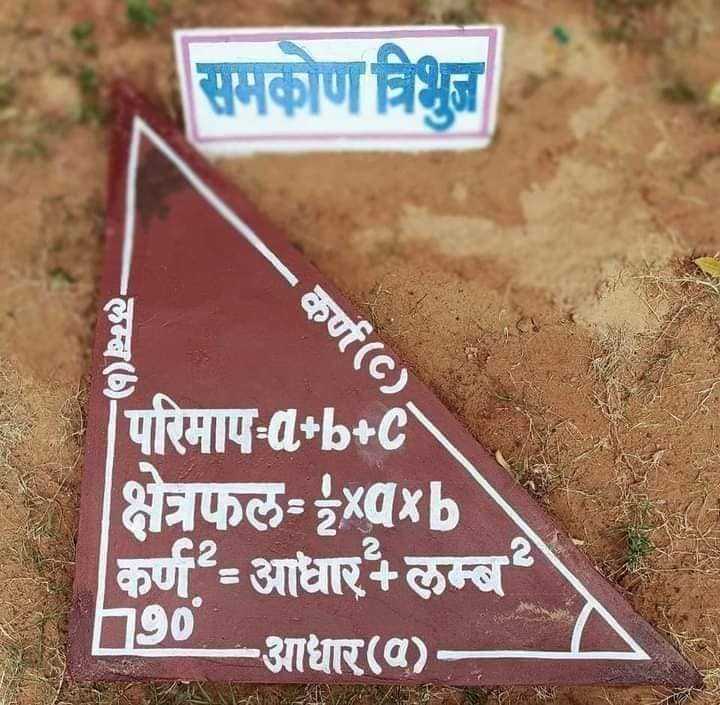 समकोण त्रिभुज
कर्ण(c)
लम्ब(b)
परिमाप=a+b+c
क्षेत्रफल=½×a×b
कर्ण²=आधार²+लम्ब²
90°
आधार(a)